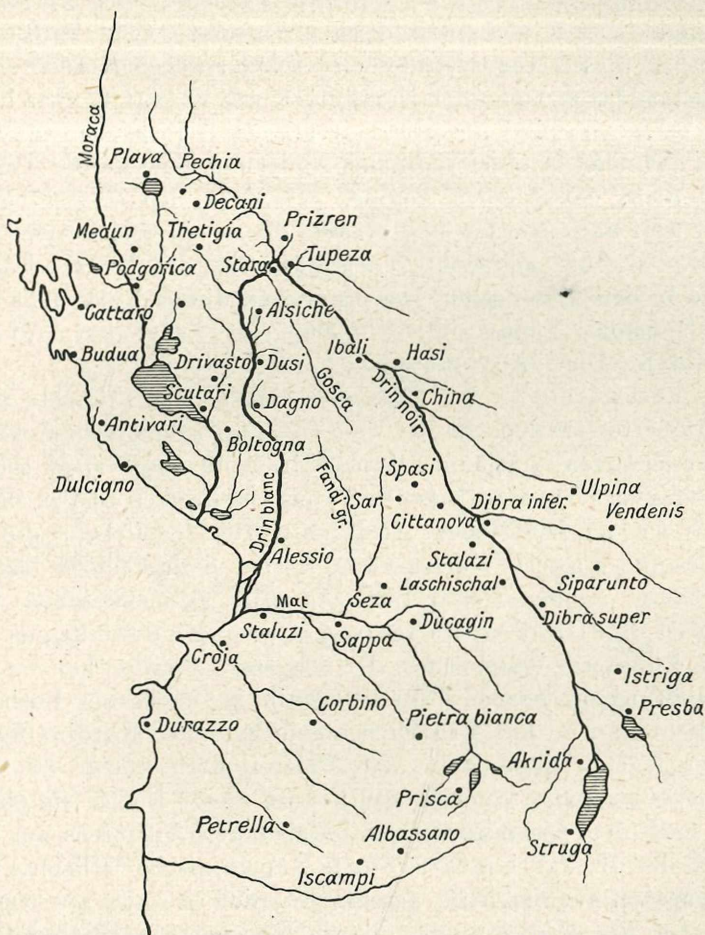 Moraca
Plava
Pechia
Decani
Prizren
Medun
Thetigia
Tupeza
Stara
Podgorica
Cattaro
Alsiche
Budua
Drivasto
Dusi
Ibali
Hasi
Gosca
Drin noir
China
Scutari
Dagno
Antivari
Boltogna
Dulcigno
Fandi gr.
Spasi
Sar
Ulpina
Cittanova
Dibra infer.
Vendenis
Drin blanc
Alessio
Stalazi
Laschischal
Siparunto
Mat
Seza
Dibra super
Staluzi
Sappa
Ducagin
Croja
Istriga
Corbino
Presba
Durazzo
Pietra bianca
Akrida
Prisca
Petrella
Albassano
Struga
Iscampi